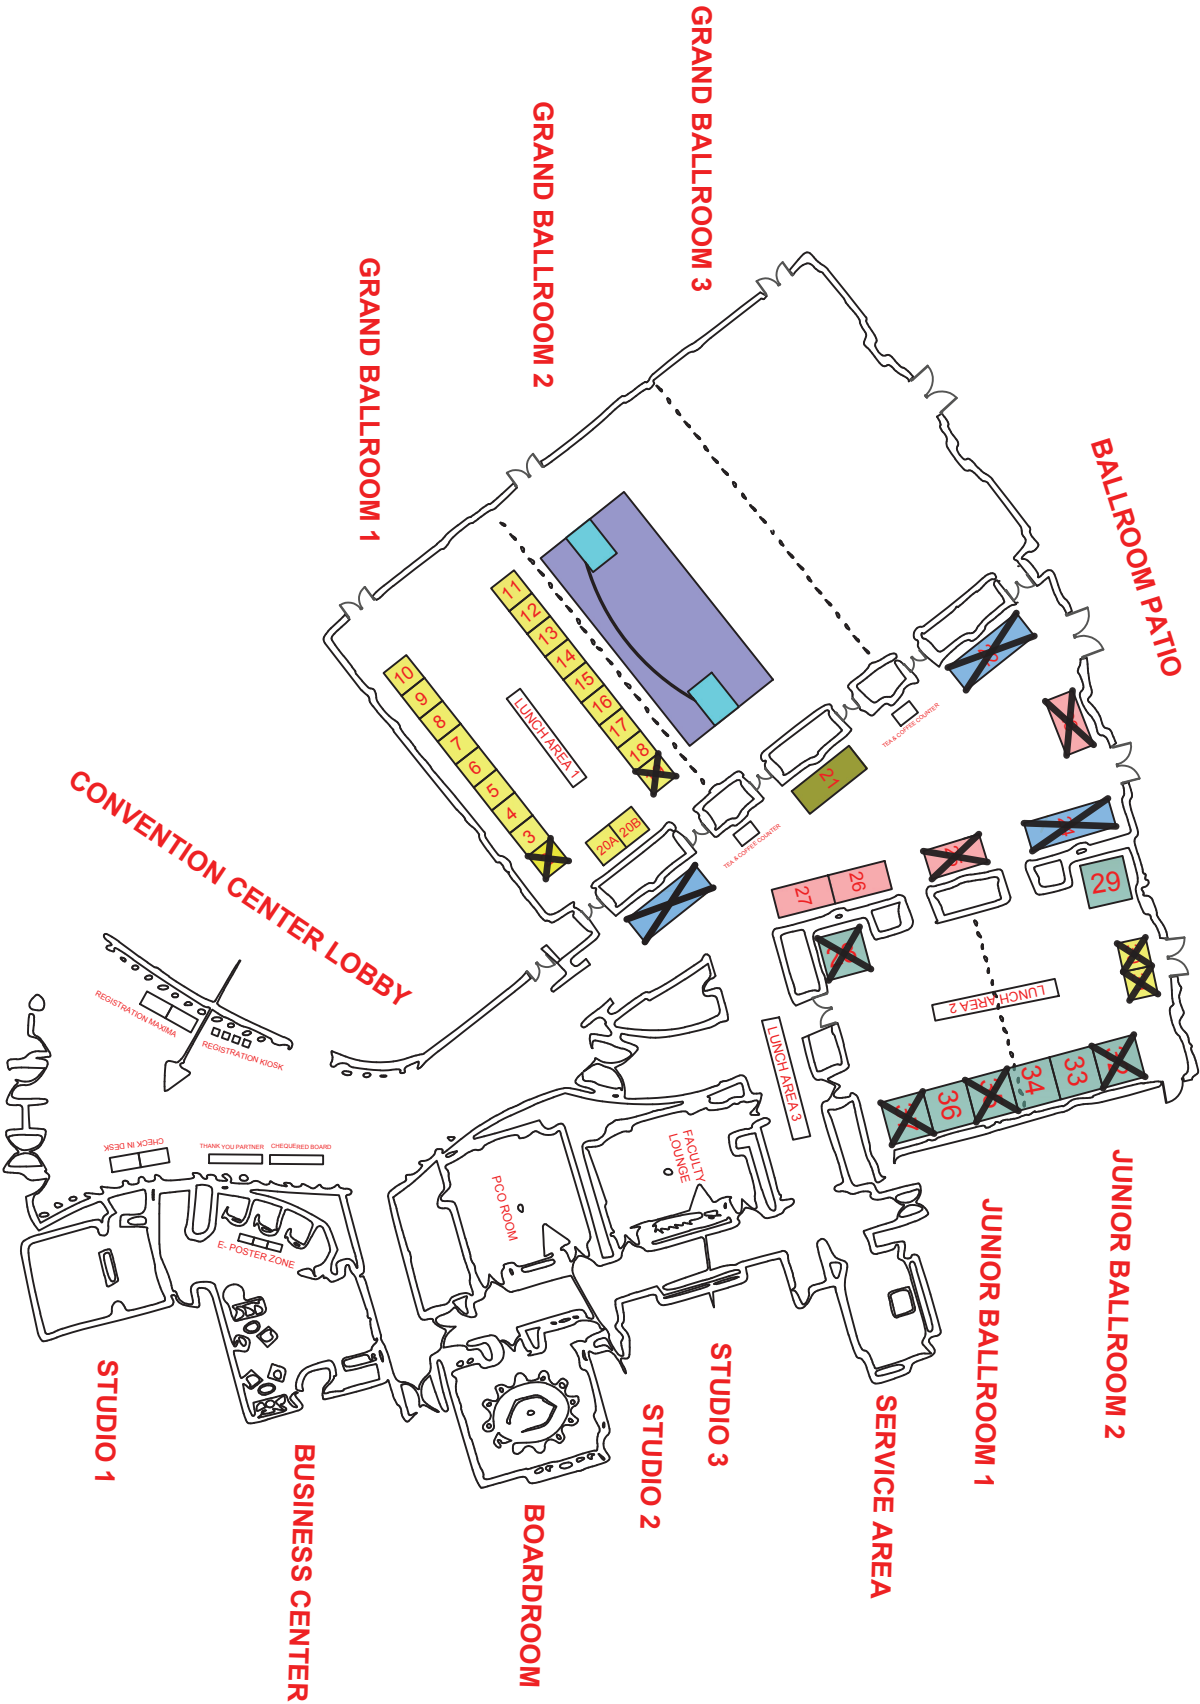 GRAND BALLROOM 3
GRAND BALLROOM 2
GRAND BALLROOM 1
BALLROOM PATIO
11
12
13
14
15
16
17
18
10
9
8
7
6
5
4
3
LUNCH AREA 1
20A
20B
TEA & COFFEE COUNTER
TEA & COFFEE COUNTER
21
27
26
29
LUNCH AREA 2
LUNCH AREA 3
36
34
33
CONVENTION CENTER LOBBY
REGISTRATION MAXIMA
REGISTRATION KIOSK
CHECK IN DESK
THANK YOU PARTNER
CHEQUERED BOARD
E- POSTER ZONE
PCO ROOM
FACULTY
LOUNGE
JUNIOR BALLROOM 2
JUNIOR BALLROOM 1
SERVICE AREA
STUDIO 3
STUDIO 2
BOARDROOM
BUSINESS CENTER
STUDIO 1